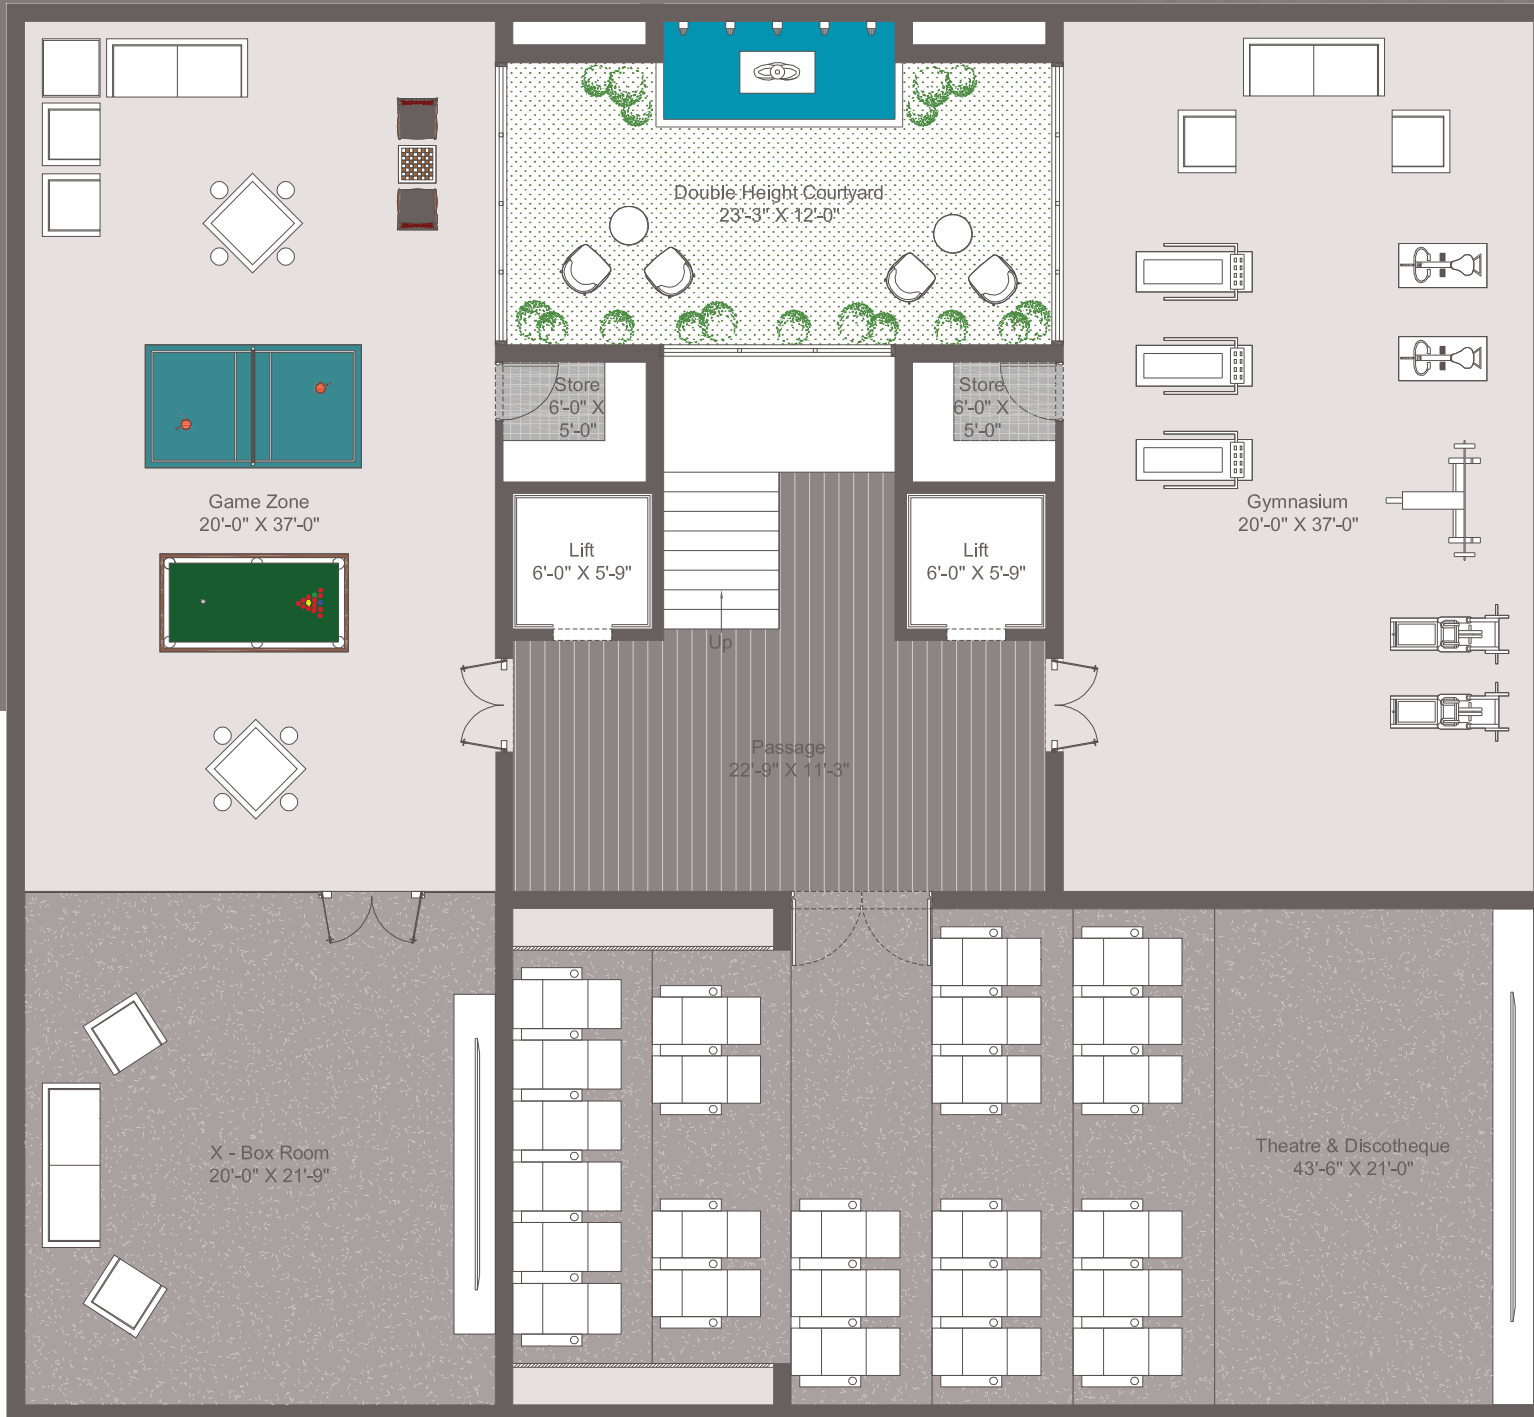 Double Height Courtyard
23'-3" X 12'-0"
Store
6'-0" X
5'-0"
Store
6'-0" X
5'-0"
Game Zone
20'-0" X 37'-0"
Gymnasium
20'-0" X 37'-0"
Lift
6'-0" X 5'-9"
Lift
6'-0" X 5'-9"
Up
Passage
22'-9" X 11'-3"
X - Box Room
20'-0" X 21'-9"
Theatre & Discotheque
43'-6" X 21'-0"